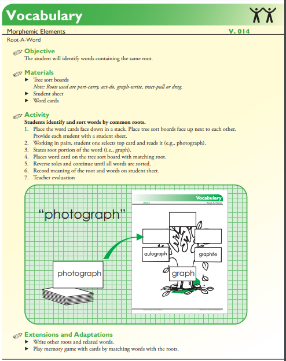 Vocabulary
Morphemic Elements V. 014
Root-A-Word
Objective
The student will identify words containing the same root.
Materials
Tree sort boards
Note: Roots used are port-carry, act-do, graph-write, tract-pull or drag.
Student sheet
Word cards
Activity
Students identify and sort words by common roots.
1. Place the word cards face down in a stack. Place tree sort boards face up next to each other.
Provide each student with a student sheet.
2. Working in pairs, student one selects top card and reads it (e.g., photograph).
3. States root portion of the word (i.e., graph).
4. Places word card on the tree sort board with matching root.
5. Reverse roles and continue until all words are sorted.
6. Record meaning of the root and words on student sheet.
7. Teacher evaluation
"photograph"
Vocabulary
autograph
graphite
photograph
graph
Extensions and Adaptations
Write other roots and related words.
Play memory game with cards by matching words with the roots.